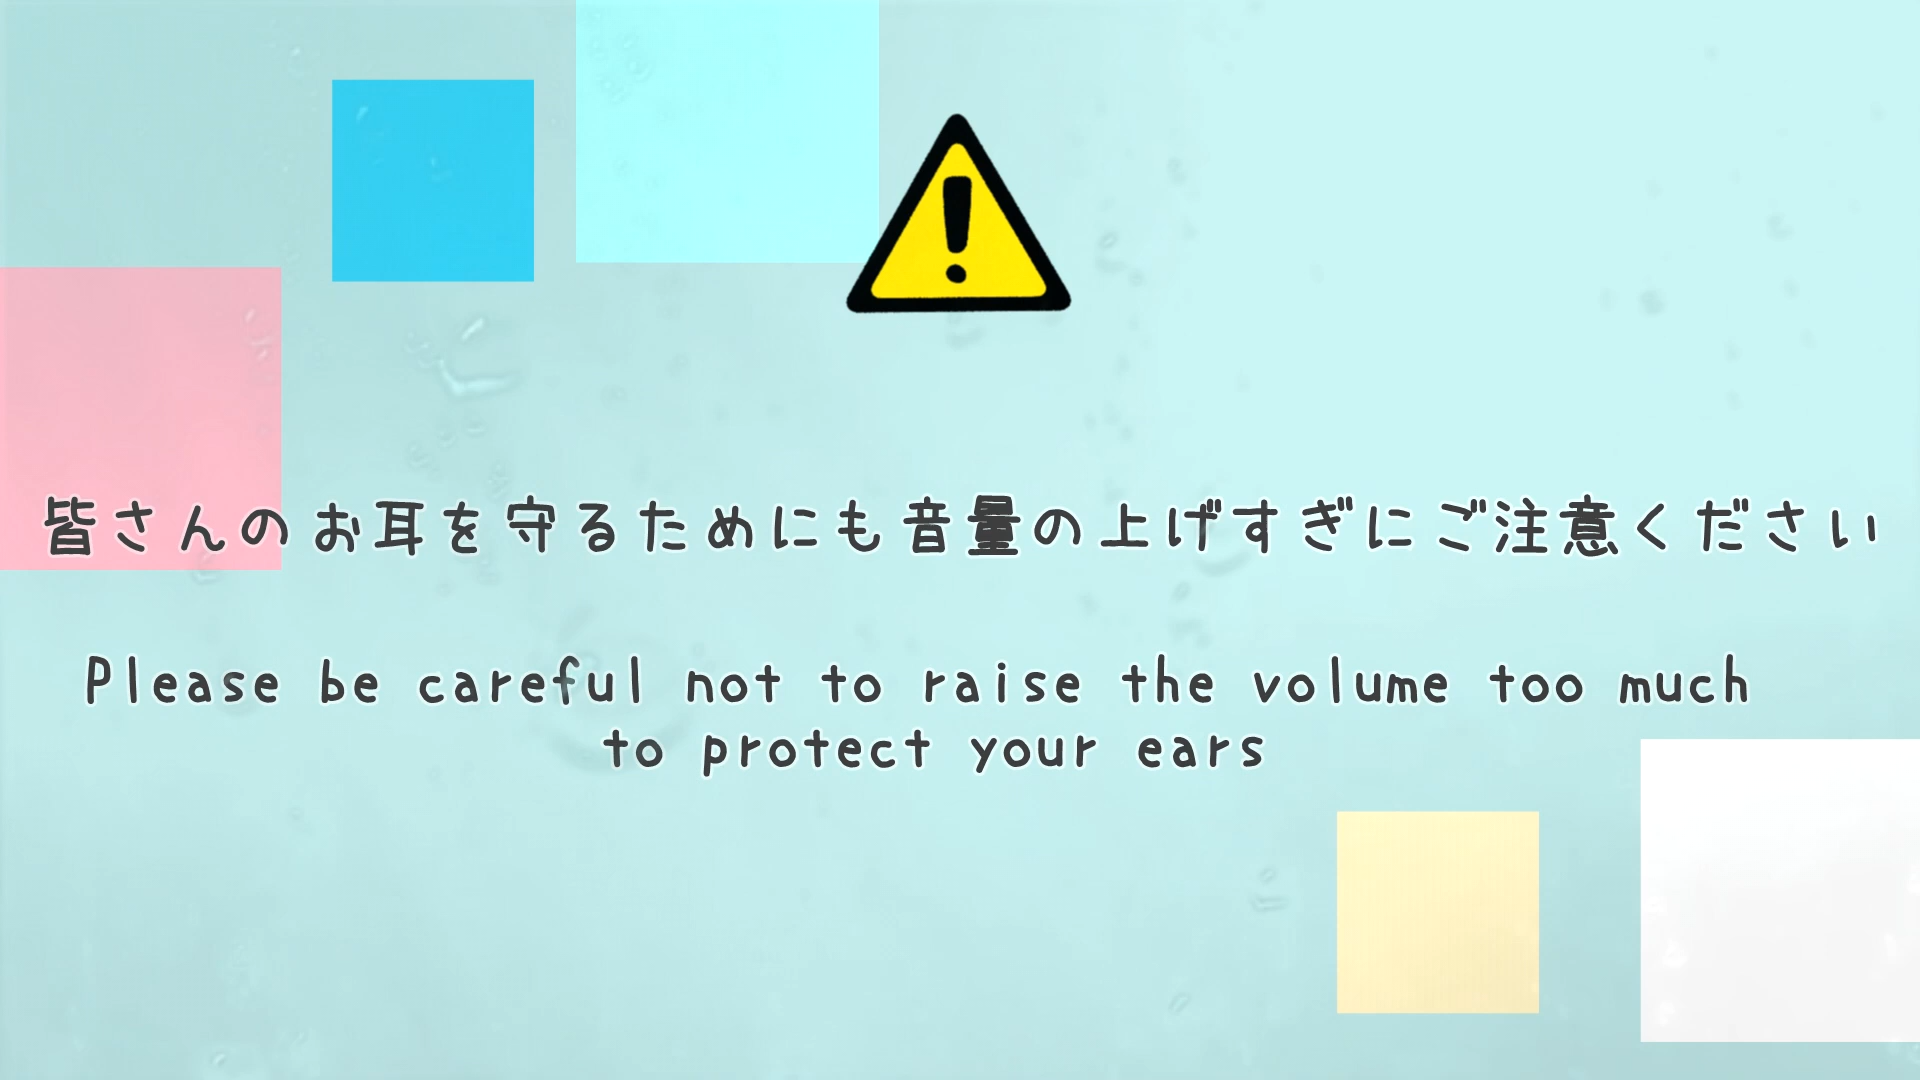 皆さんのお耳を守るためにも音量の上げすぎにご注意ください
Please be careful not to raise the volume too much
to protect your ears